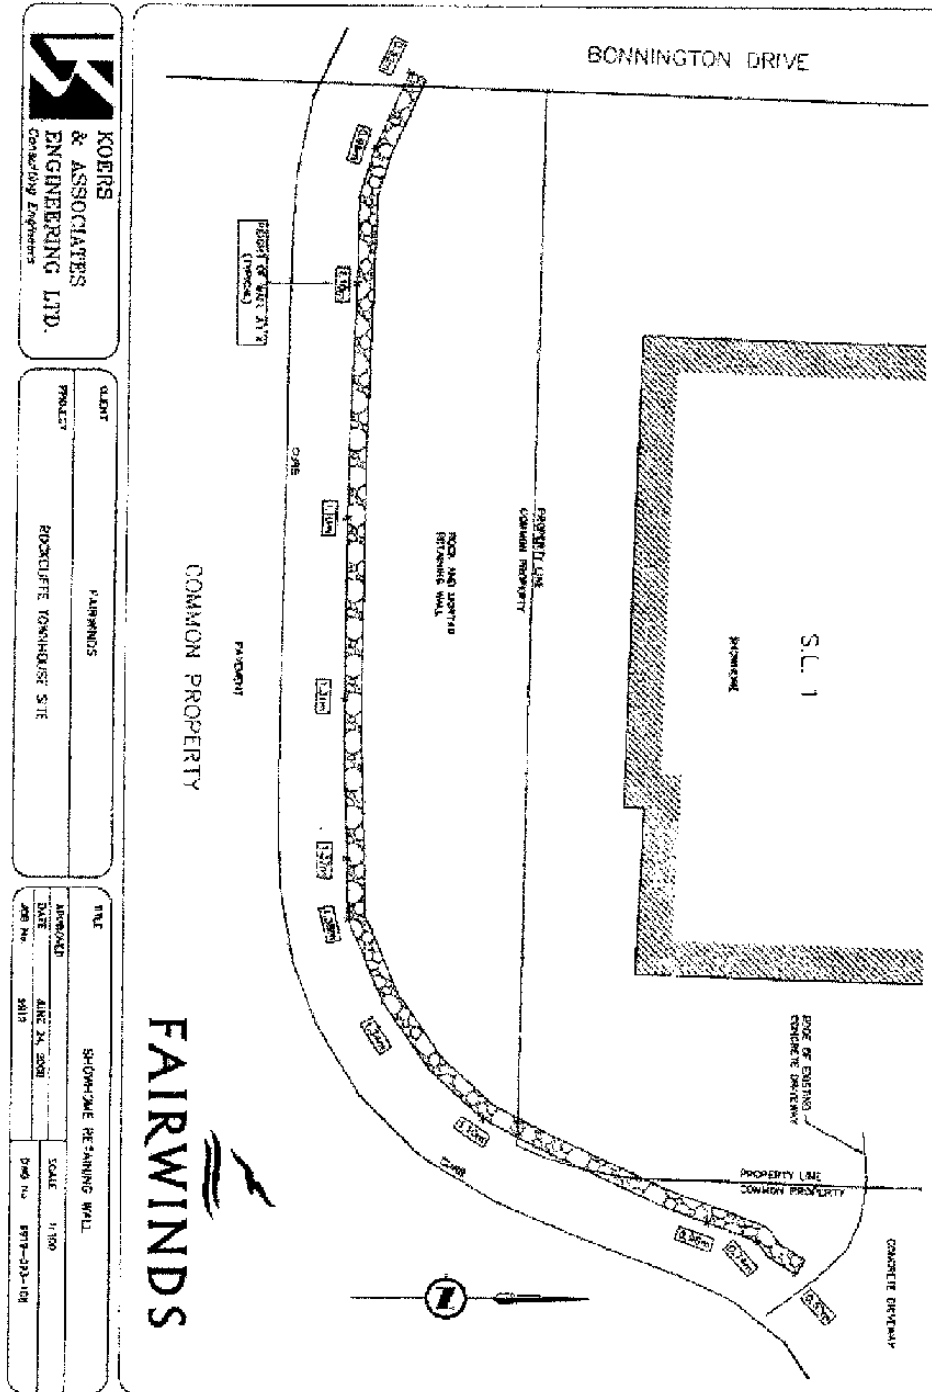 BONNINGTON DRIVE
S.L. 1
SHOWHOME
PROPERTY LINE
COMMON PROPERTY
ROCK AND MORTAR
RETAINING WALL
HEIGHT OF WALL AT X
(TYPICAL)
CURB
PAVEMENT
COMMON PROPERTY
EDGE OF EXISTING
CONCRETE DRIVEWAY
PROPERTY LINE
COMMON PROPERTY
CONCRETE DRIVEWAY
CURB
1.10m
FAIRWINDS
KOERS
& ASSOCIATES
ENGINEERING LTD.
Consulting Engineers
CLIENT
FAIRWINDS
PROJECT
ROCKCLIFFE TOWNHOUSE SITE
TITLE
SHOWHOME RETAINING WALL
APPROVED
DATE
JUNE 24, 2008
SCALE
1:100
JOB No.
DWG No.